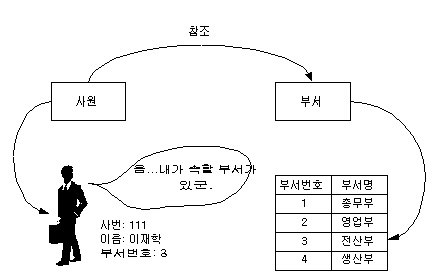 참조
사원
부서
음...내가 속할 부서가
있군.
사번: 111
이름: 이재학
부서번호: 3
부서번호 부서명
1 총무부
2 영업부
3 전산부
4 생산부